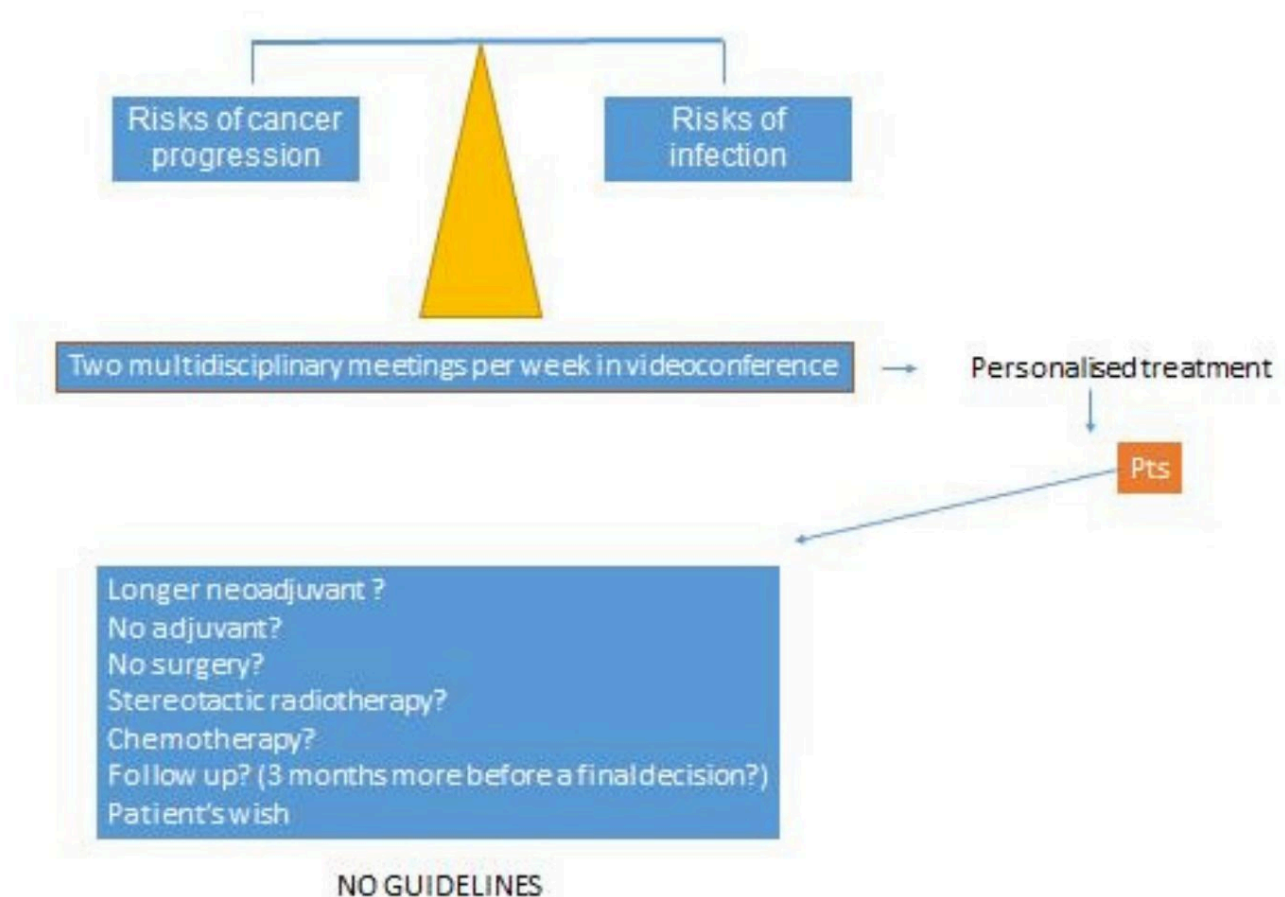 Risks of cancer
progression
Risks of
infection
Two multidisciplinary meetings per week in videoconference
Personalised treatment
Pts
Longer neoadjuvant ?
No adjuvant?
No surgery?
Stereotactic radiotherapy?
Chemotherapy?
Follow up? (3 months more before a final decision?)
Patient's wish
NO GUIDELINES